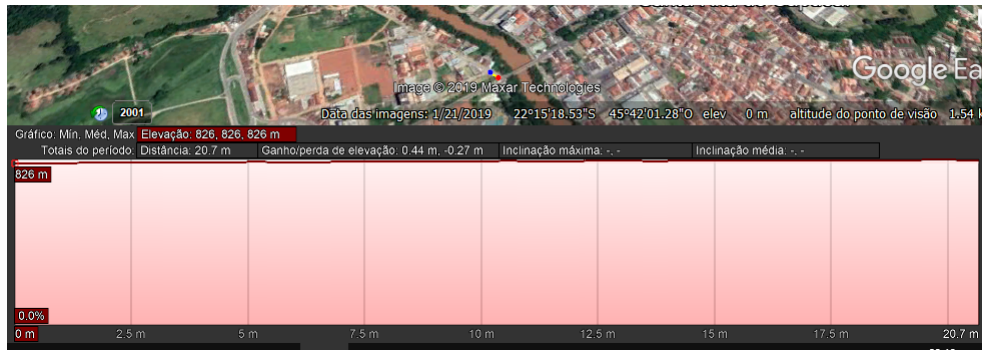 Google Ea
Image © 2019 Maxar Technologies
2001
Data das imagens: 1/21/2019 22°15'18.53"S 45°42'01.28"O elev 0 m altitude do ponto de visão 1.54 k
Gráfico: Mín, Méd, Max Elevação: 826, 826, 826 m
Totais do período: Distância: 20.7 m Ganho/perda de elevação: 0.44 m, -0.27 m Inclinação máxima: -, - Inclinação média: -, -
826 m
0.0%
0 m 2.5 m 5 m 7.5 m 10 m 12.5 m 15 m 17.5 m 20.7 m